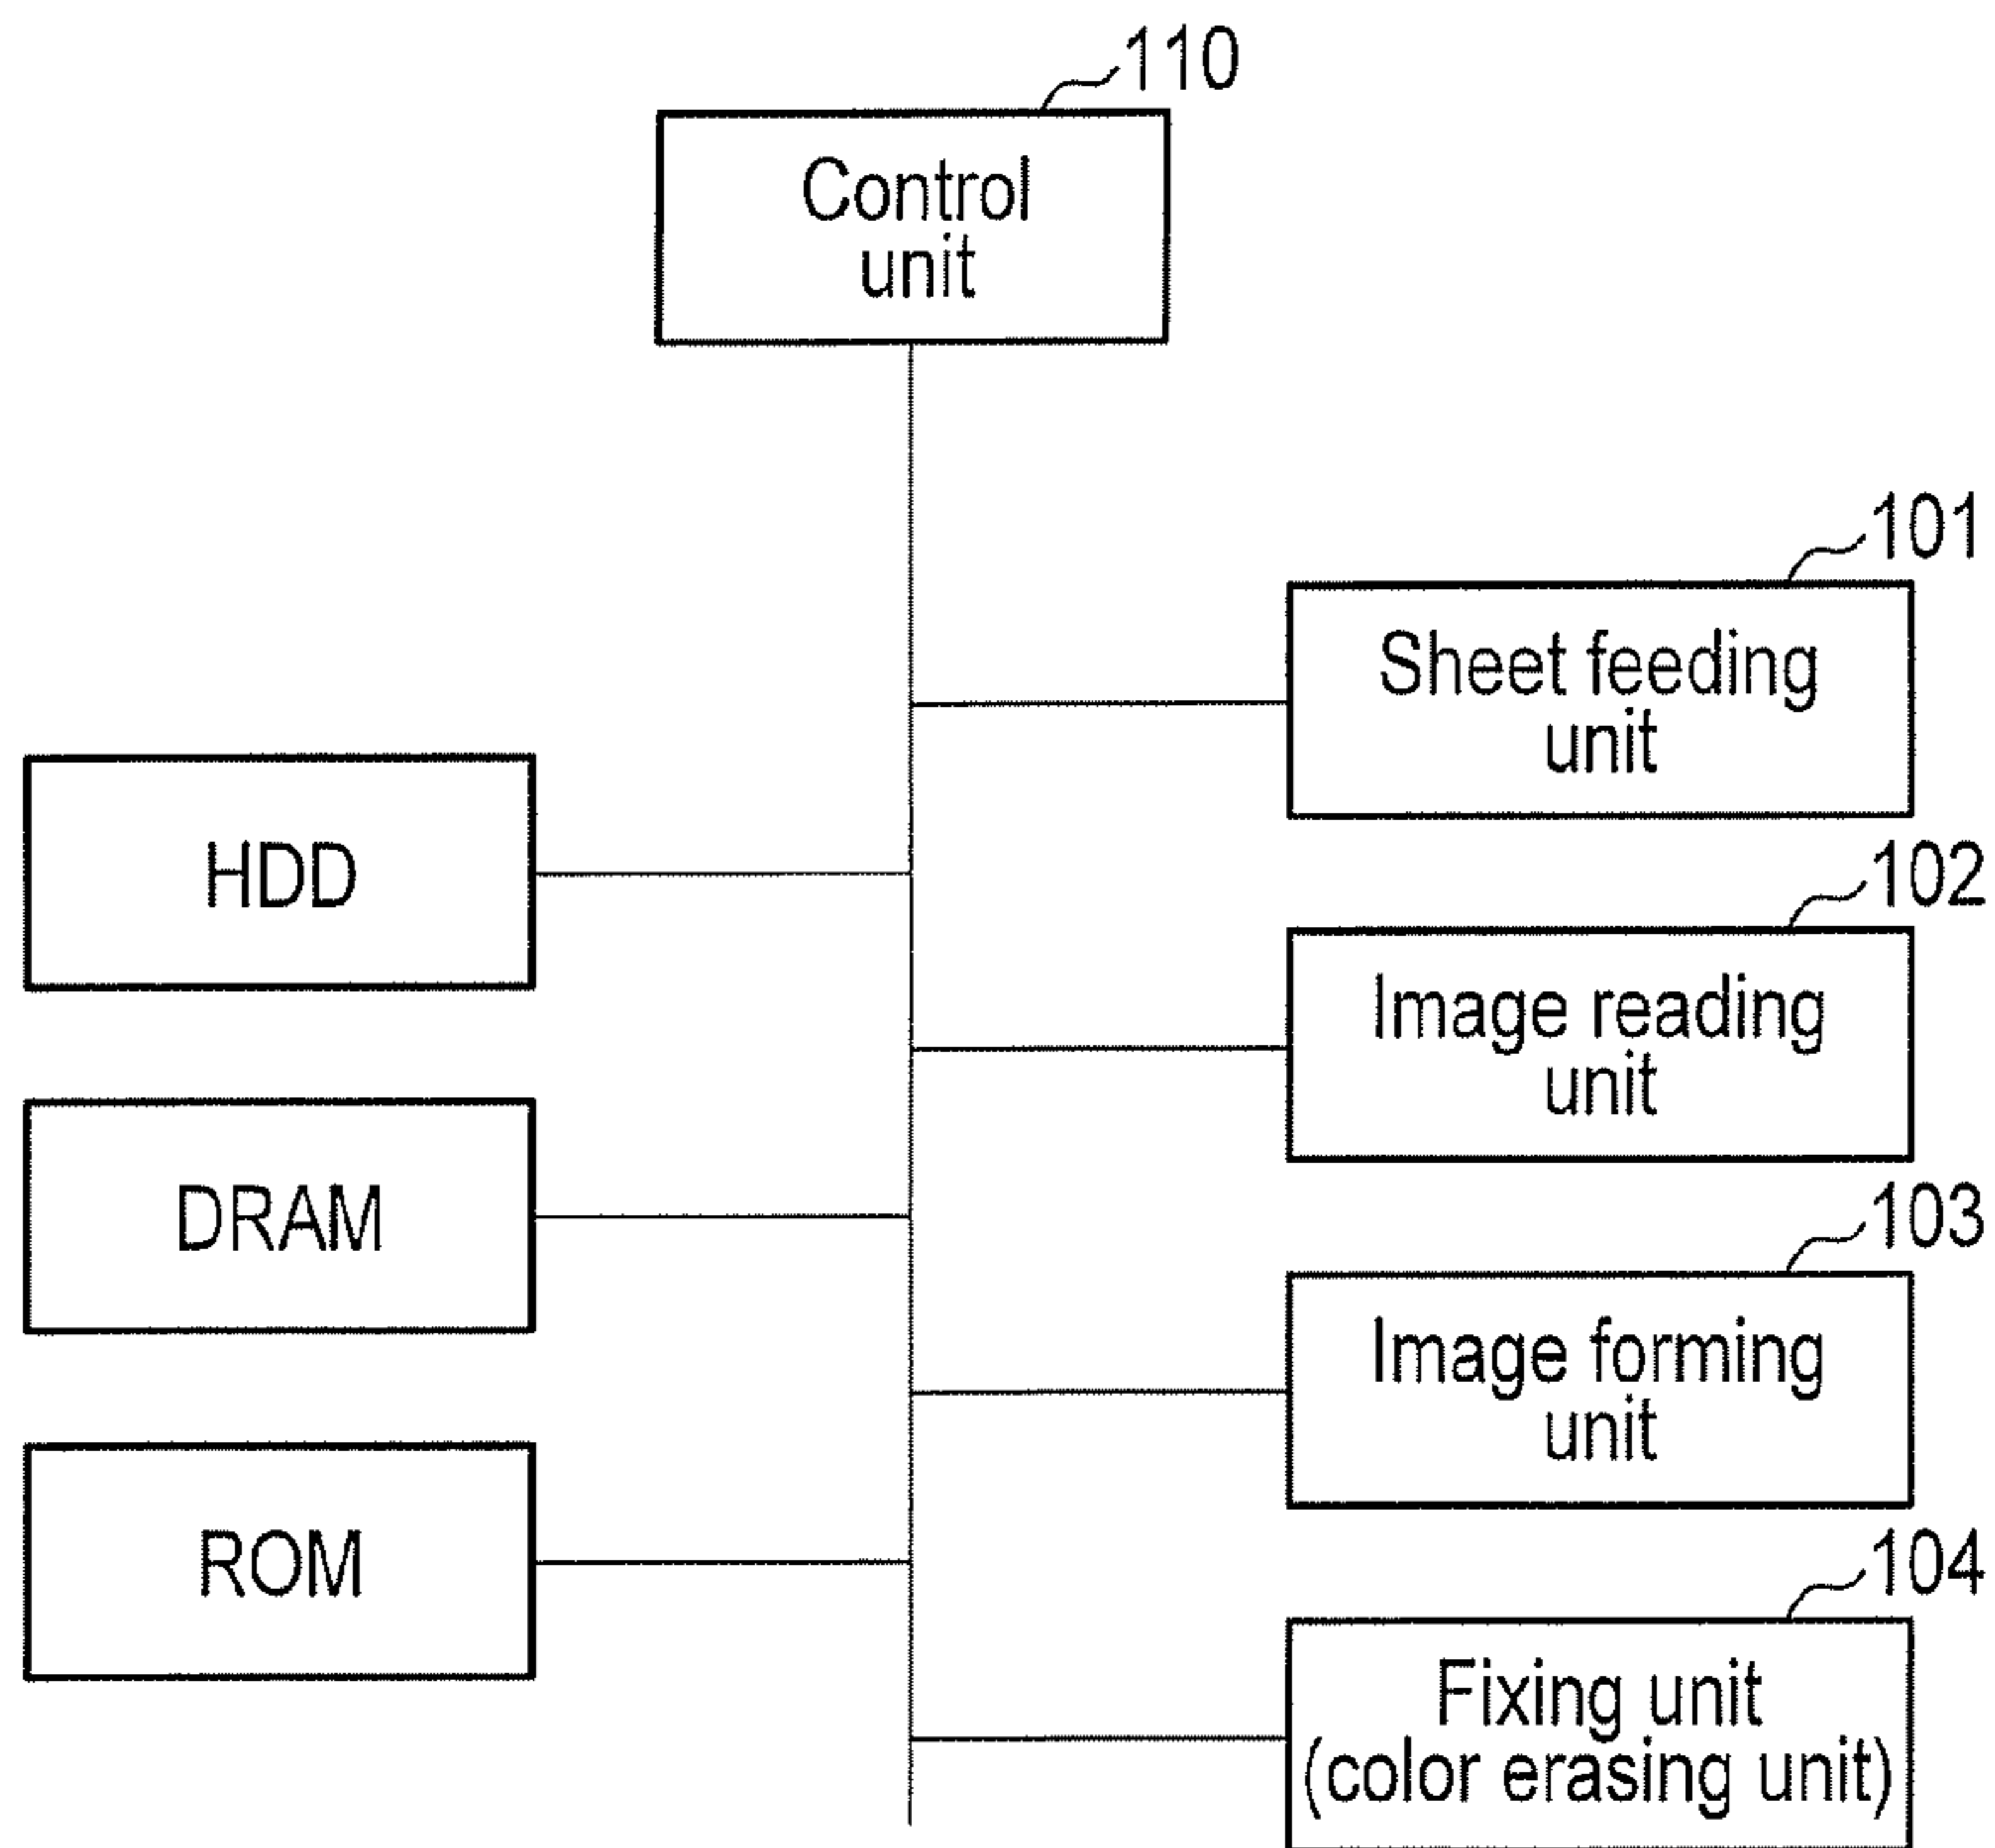 110
Control
unit
101
Sheet feeding
unit
HDD
102
Image reading
unit
DRAM
103
Image forming
unit
ROM
104
Fixing unit
(color erasing unit)